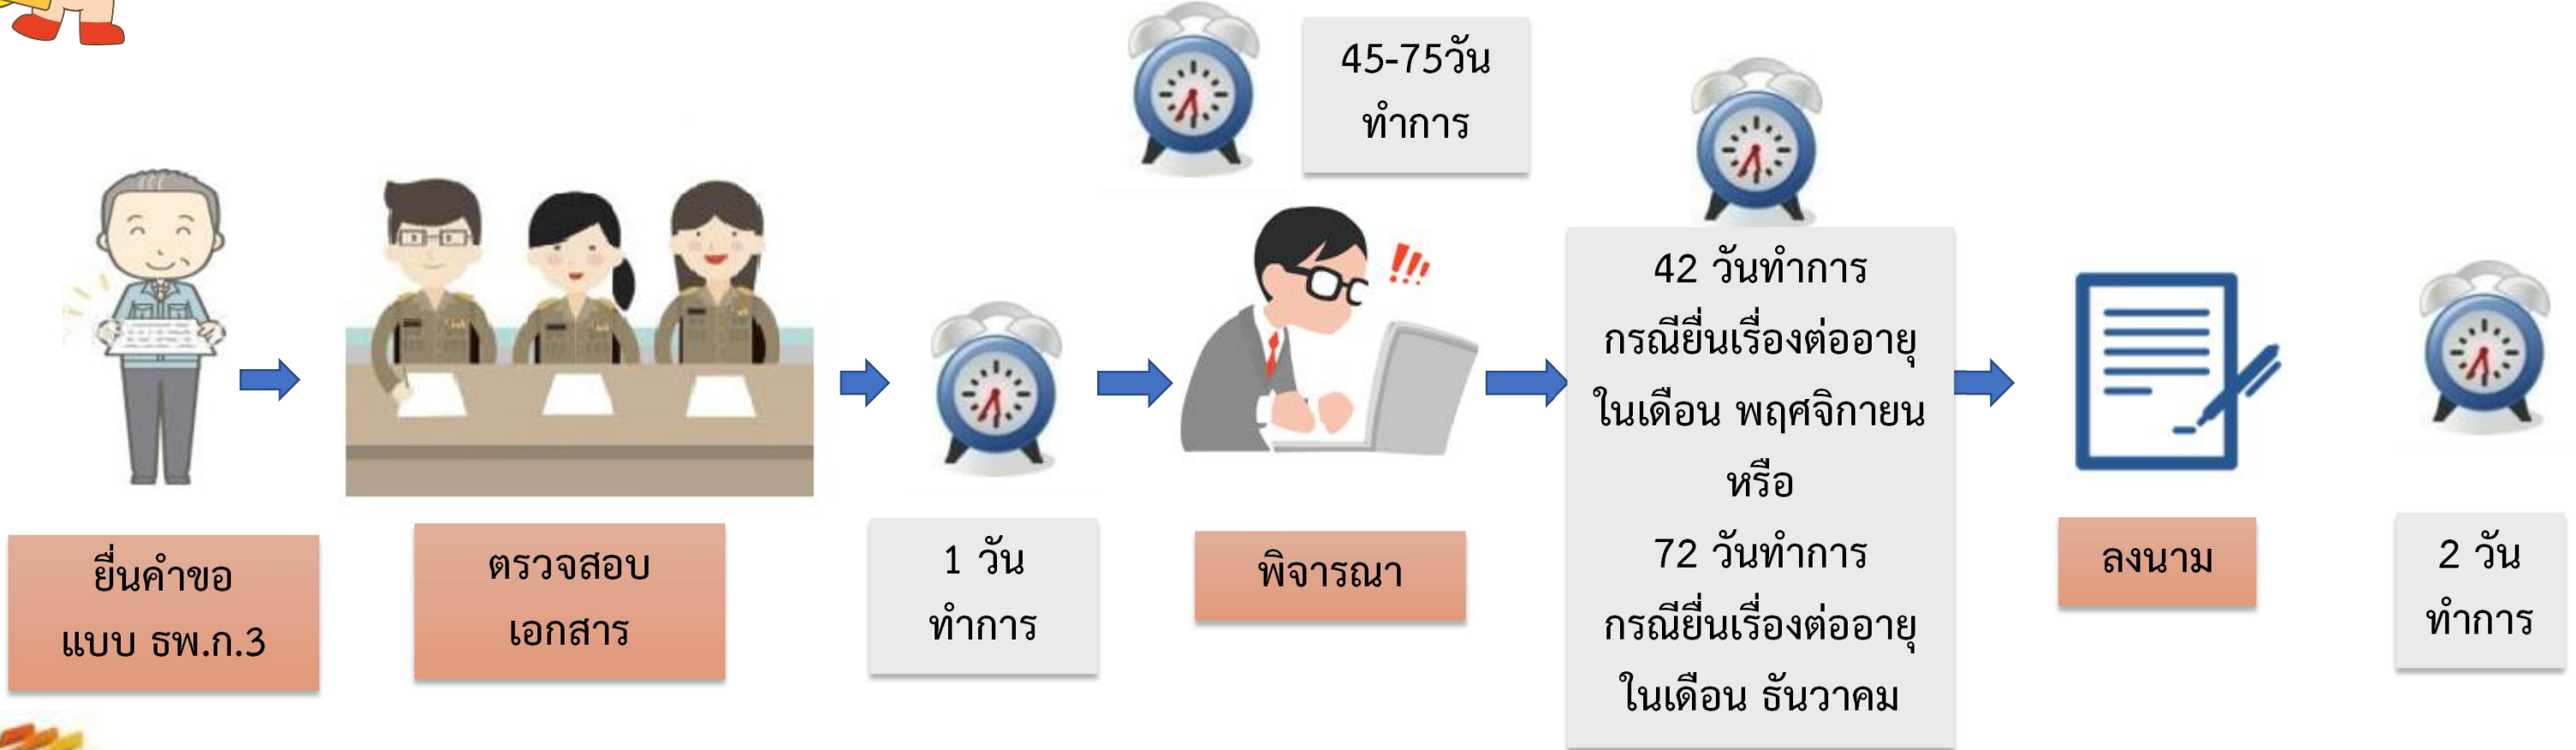 45-75วัน
ทำการ
ยื่นคำขอ
แบบ ธพ.ก.3
ตรวจสอบ
เอกสาร
1 วัน
ทำการ
พิจารณา
42 วันทำการ
กรณียื่นเรื่องต่ออายุ
ในเดือน พฤศจิกายน
หรือ
72 วันทำการ
กรณียื่นเรื่องต่ออายุ
ในเดือน ธันวาคม
ลงนาม
2 วัน
ทำการ